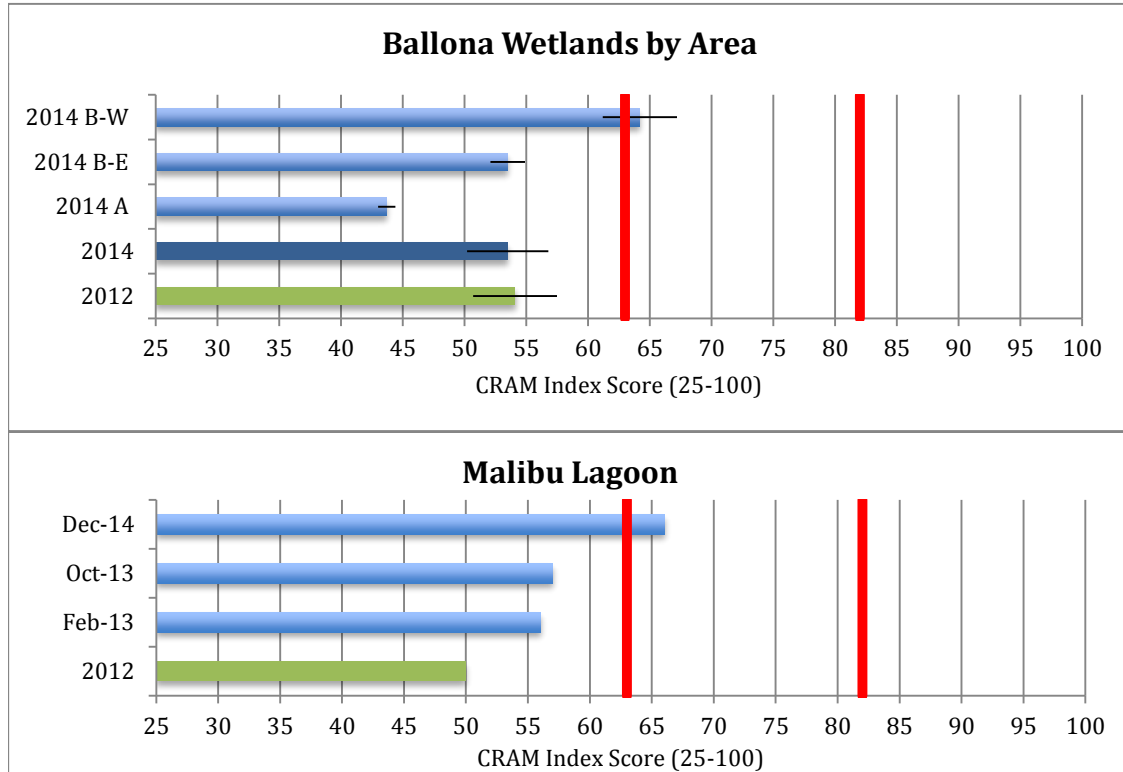 Ballona Wetlands by Area
2014 B-W
2014 B-E
2014 A
2014
2012
25 30 35 40 45 50 55 60 65 70 75 80 85 90 95 100
CRAM Index Score (25-100)
Malibu Lagoon
Dec-14
Oct-13
Feb-13
2012
25 30 35 40 45 50 55 60 65 70 75 80 85 90 95 100
CRAM Index Score (25-100)